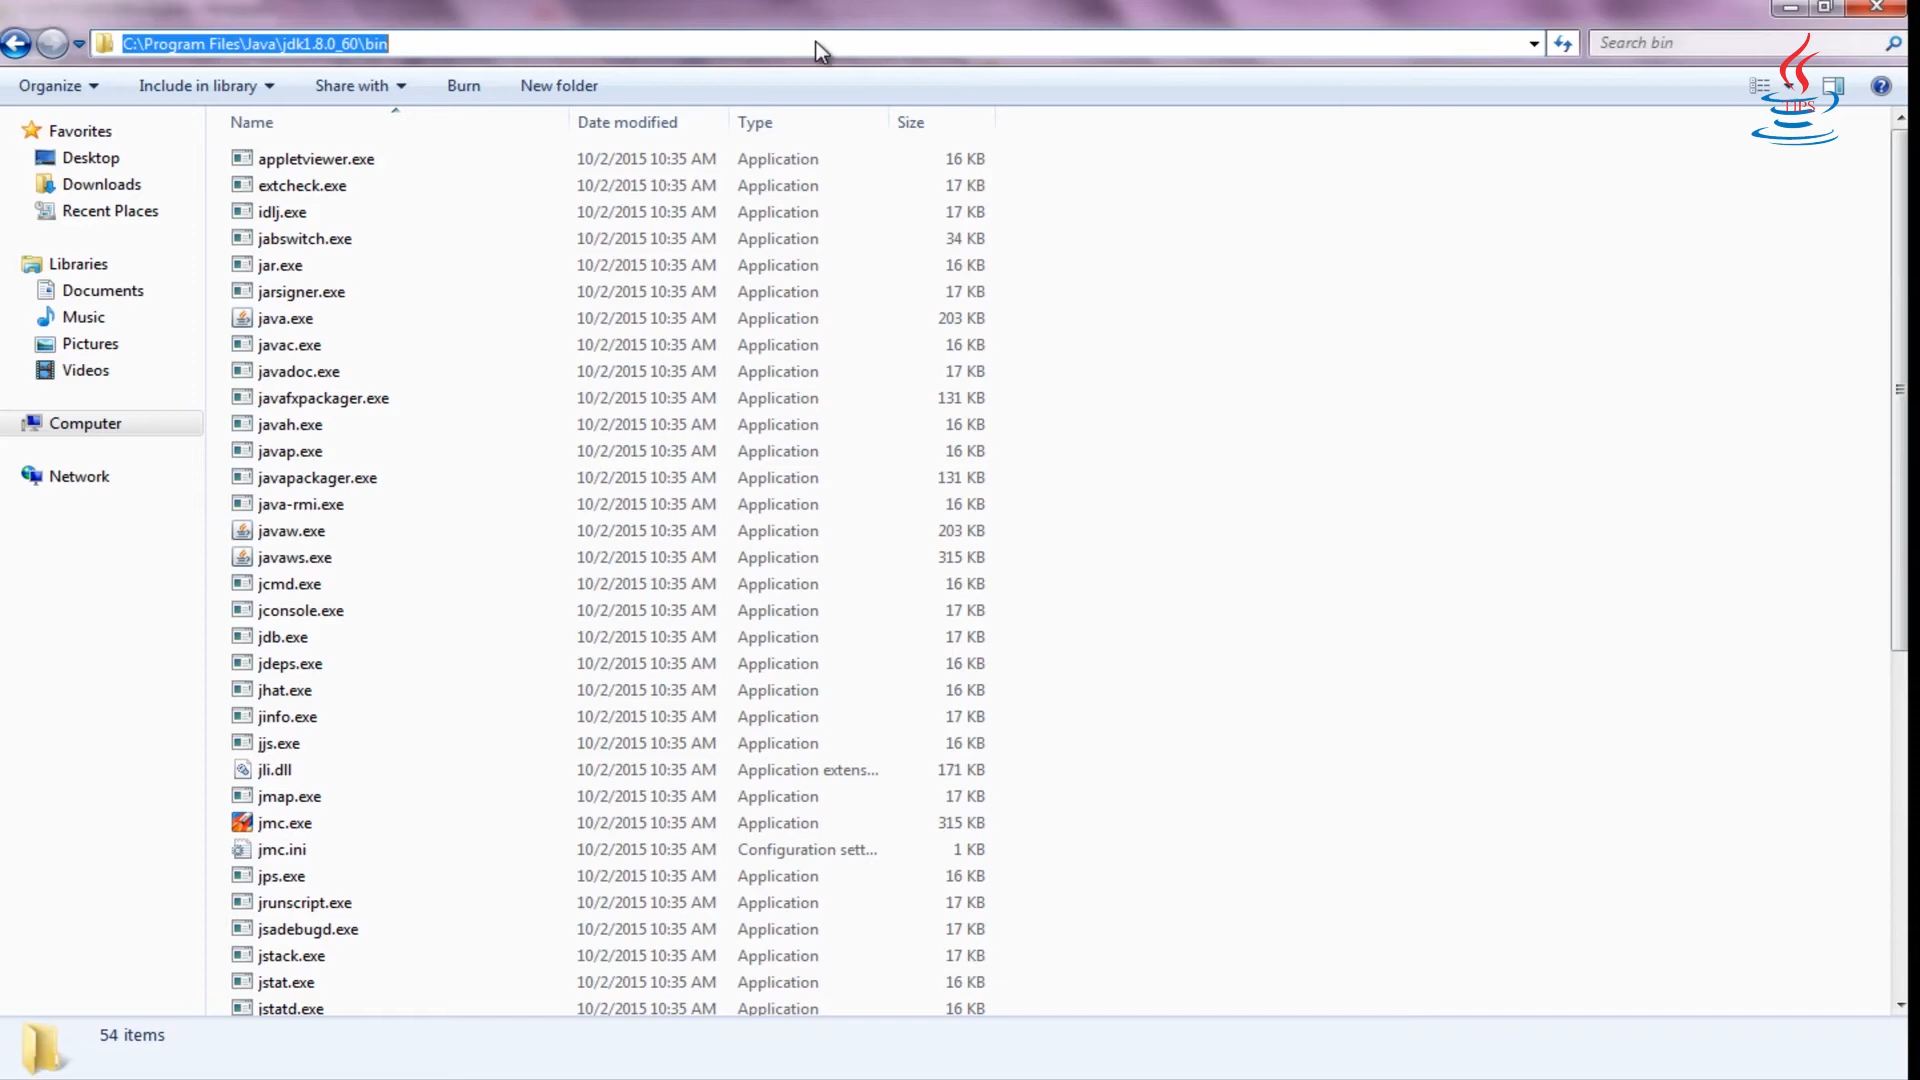 C:\Program Files\Java\jdk1.8.0_60\bin
Search bin
Organize
Include in library
Share with
Burn
New folder
TIPS
Name Date modified Type Size
Favorites
Desktop
Downloads
Recent Places
Libraries
Documents
Music
Pictures
Videos
Computer
Network
appletviewer.exe 10/2/2015 10:35 AM Application 16 KB
extcheck.exe 10/2/2015 10:35 AM Application 17 KB
idlj.exe 10/2/2015 10:35 AM Application 17 KB
jabswitch.exe 10/2/2015 10:35 AM Application 34 KB
jar.exe 10/2/2015 10:35 AM Application 16 KB
jarsigner.exe 10/2/2015 10:35 AM Application 17 KB
java.exe 10/2/2015 10:35 AM Application 203 KB
javac.exe 10/2/2015 10:35 AM Application 16 KB
javadoc.exe 10/2/2015 10:35 AM Application 17 KB
javafxpackager.exe 10/2/2015 10:35 AM Application 131 KB
javah.exe 10/2/2015 10:35 AM Application 16 KB
javap.exe 10/2/2015 10:35 AM Application 16 KB
javapackager.exe 10/2/2015 10:35 AM Application 131 KB
java-rmi.exe 10/2/2015 10:35 AM Application 16 KB
javaw.exe 10/2/2015 10:35 AM Application 203 KB
javaws.exe 10/2/2015 10:35 AM Application 315 KB
jcmd.exe 10/2/2015 10:35 AM Application 16 KB
jconsole.exe 10/2/2015 10:35 AM Application 17 KB
jdb.exe 10/2/2015 10:35 AM Application 17 KB
jdeps.exe 10/2/2015 10:35 AM Application 16 KB
jhat.exe 10/2/2015 10:35 AM Application 16 KB
jinfo.exe 10/2/2015 10:35 AM Application 17 KB
jjs.exe 10/2/2015 10:35 AM Application 16 KB
jli.dll 10/2/2015 10:35 AM Application extens... 171 KB
jmap.exe 10/2/2015 10:35 AM Application 17 KB
jmc.exe 10/2/2015 10:35 AM Application 315 KB
jmc.ini 10/2/2015 10:35 AM Configuration sett... 1 KB
jps.exe 10/2/2015 10:35 AM Application 16 KB
jrunscript.exe 10/2/2015 10:35 AM Application 17 KB
jsadebugd.exe 10/2/2015 10:35 AM Application 17 KB
jstack.exe 10/2/2015 10:35 AM Application 17 KB
jstat.exe 10/2/2015 10:35 AM Application 16 KB
jstatd.exe 10/2/2015 10:35 AM Application 16 KB
54 items